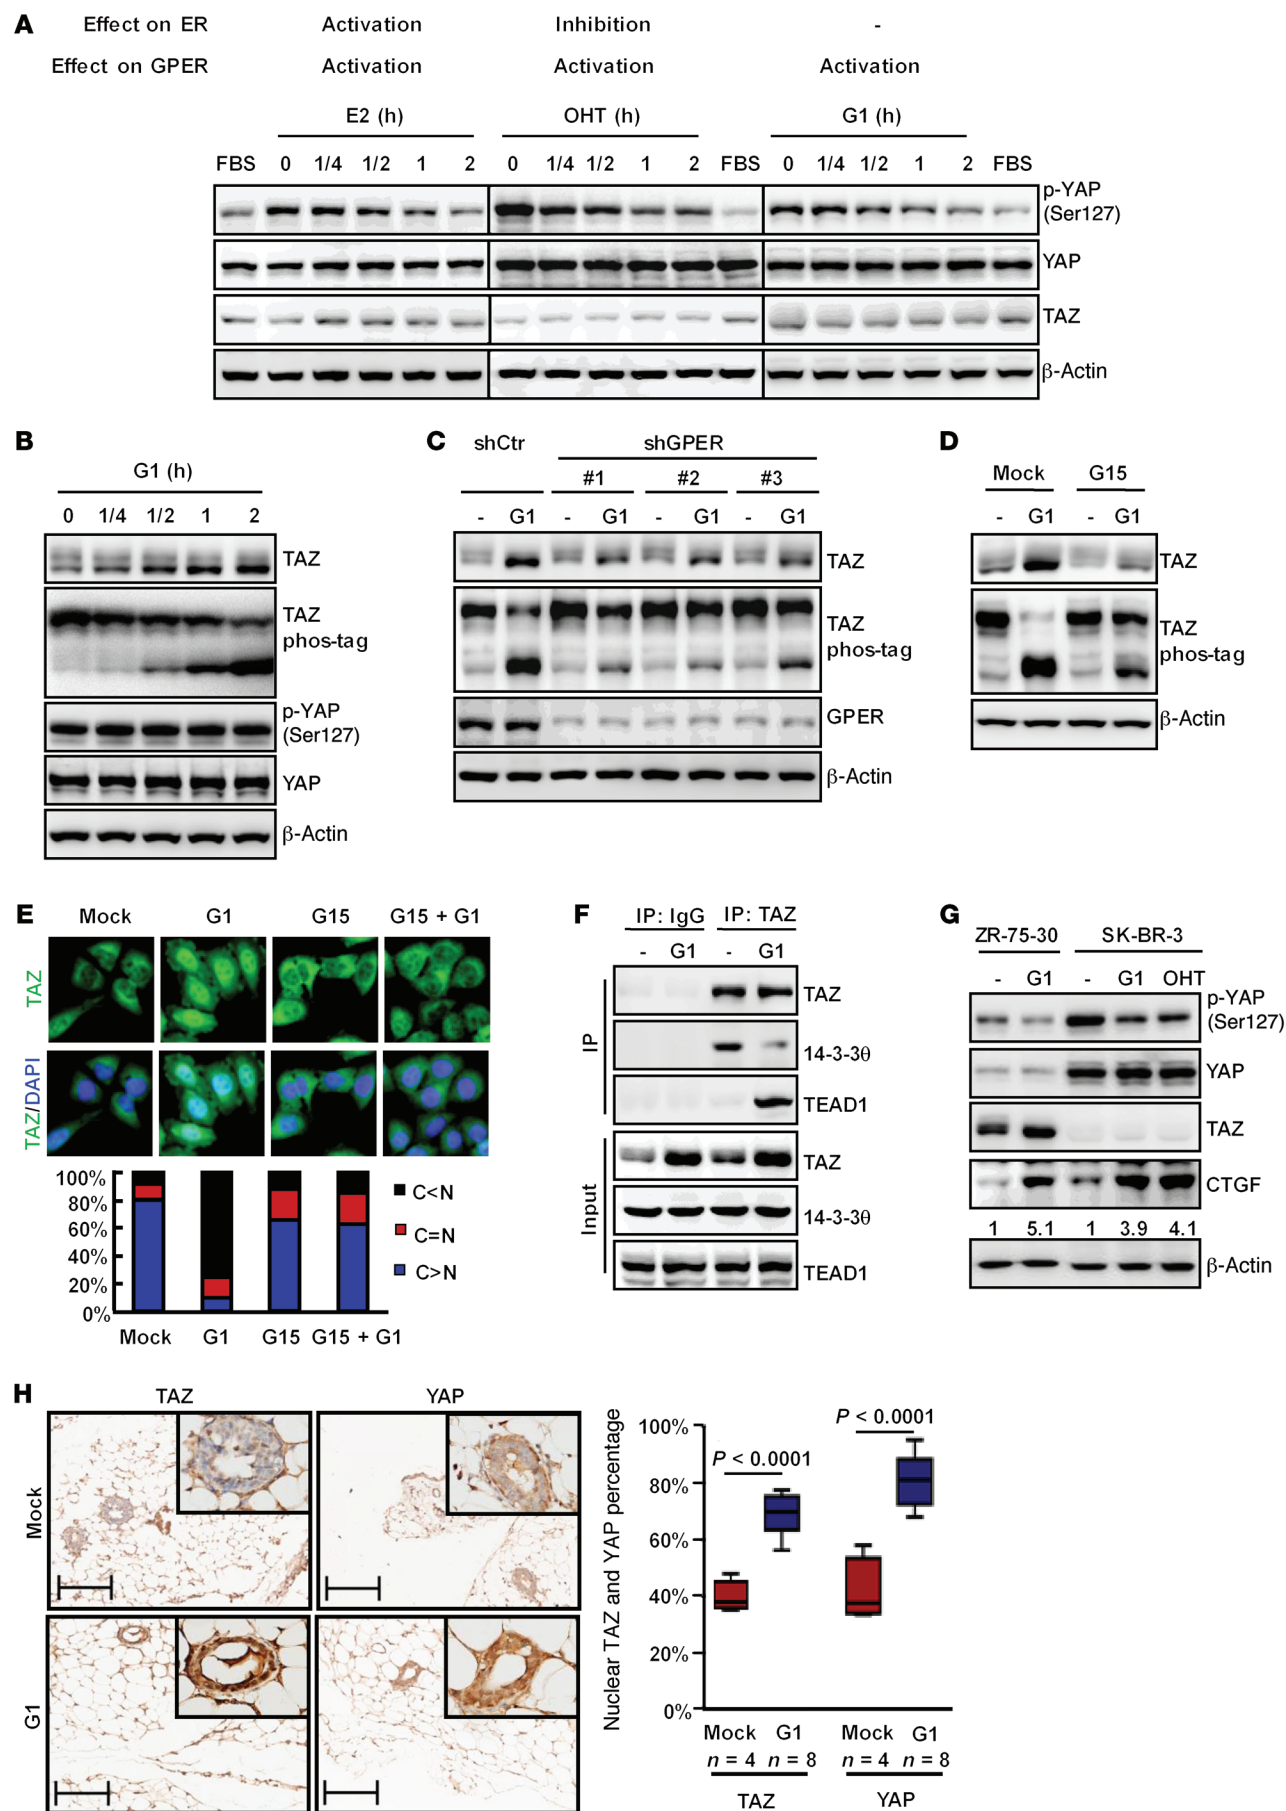 A
Effect on ER Activation Inhibition -
Effect on GPER Activation Activation Activation
E2 (h) OHT (h) G1 (h)
FBS 0 1/4 1/2 1 2 0 1/4 1/2 1 2 FBS 0 1/4 1/2 1 2 FBS
p-YAP
(Ser127)
YAP
TAZ
β-Actin
B
G1 (h)
0 1/4 1/2 1 2
TAZ
TAZ
phos-tag
p-YAP
(Ser127)
YAP
β-Actin
C
shCtr shGPER
#1 #2 #3
- G1 - G1 - G1 - G1
TAZ
TAZ
phos-tag
GPER
β-Actin
D
Mock G15
- G1 - G1
TAZ
TAZ
phos-tag
β-Actin
E
Mock G1 G15 G15 + G1
TAZ
TAZ/DAPI
100%
80%
60%
40%
20%
0%
C<N
C=N
C>N
Mock G1 G15 G15 + G1
F
IP: IgG IP: TAZ
- G1 - G1
IP
TAZ
14-3-3θ
TEAD1
Input
TAZ
14-3-3θ
TEAD1
G
ZR-75-30 SK-BR-3
- G1 - G1 OHT
p-YAP
(Ser127)
YAP
TAZ
CTGF
1 5.1 1 3.9 4.1
β-Actin
H
TAZ YAP
Mock
G1
Nuclear TAZ and YAP percentage
100%
80%
60%
40%
20%
0%
P < 0.0001
P < 0.0001
Mock G1 Mock G1
n = 4 n = 8 n = 4 n = 8
TAZ YAP